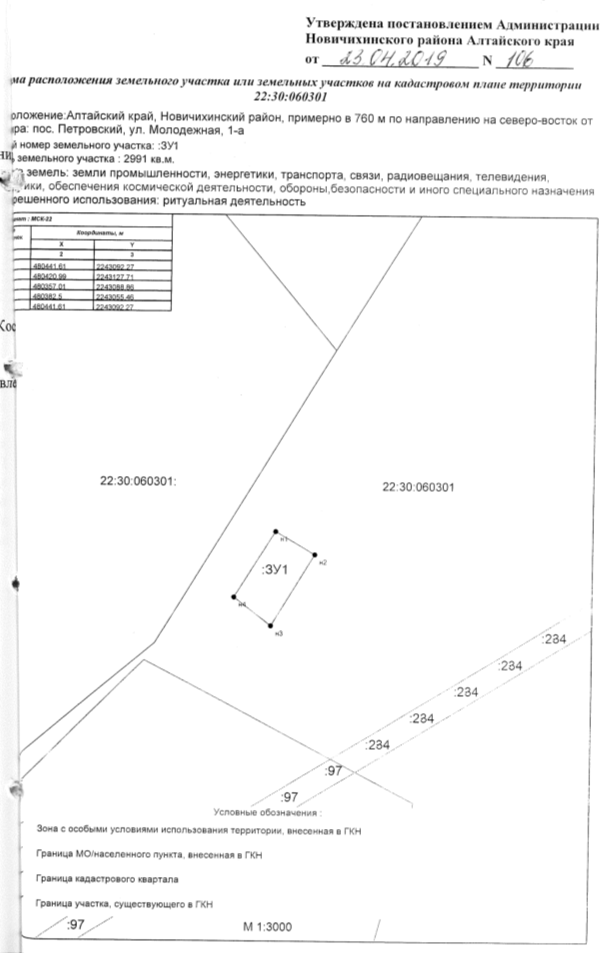 Утверждена постановлением Администрации
Новичихинского района Алтайского края
от 23.04.2019 N 106
ма расположения земельного участка или земельных участков на кадастровом плане территории
22:30:060301
оложение:Алтайский край, Новичихинский район, примерно в 760 м по направлению на северо-восток от
ра: пос. Петровский, ул. Молодежная, 1-а
й номер земельного участка: :ЗУ1
земельного участка : 2991 кв.м.
земель: земли промышленности, энергетики, транспорта, связи, радиовещания, телевидения,
ики, обеспечения космической деятельности, обороны,безопасности и иного специального назначения
решенного использования: ритуальная деятельность
МСК-22
Координаты, м
X Y
2 3
480441.61 2243092.27
480420.99 2243127.71
480357.01 2243088.86
480382.5 2243055.46
480441.61 2243092.27
Кос
вле
22:30:060301:
22:30:060301
н1
н2
:ЗУ1
н4
н3
:234
:234
:234
:234
:234
:97
:97
Условные обозначения :
Зона с особыми условиями использования территории, внесенная в ГКН
Граница МО/населенного пункта, внесенная в ГКН
Граница кадастрового квартала
Граница участка, существующего в ГКН
:97 М 1:3000